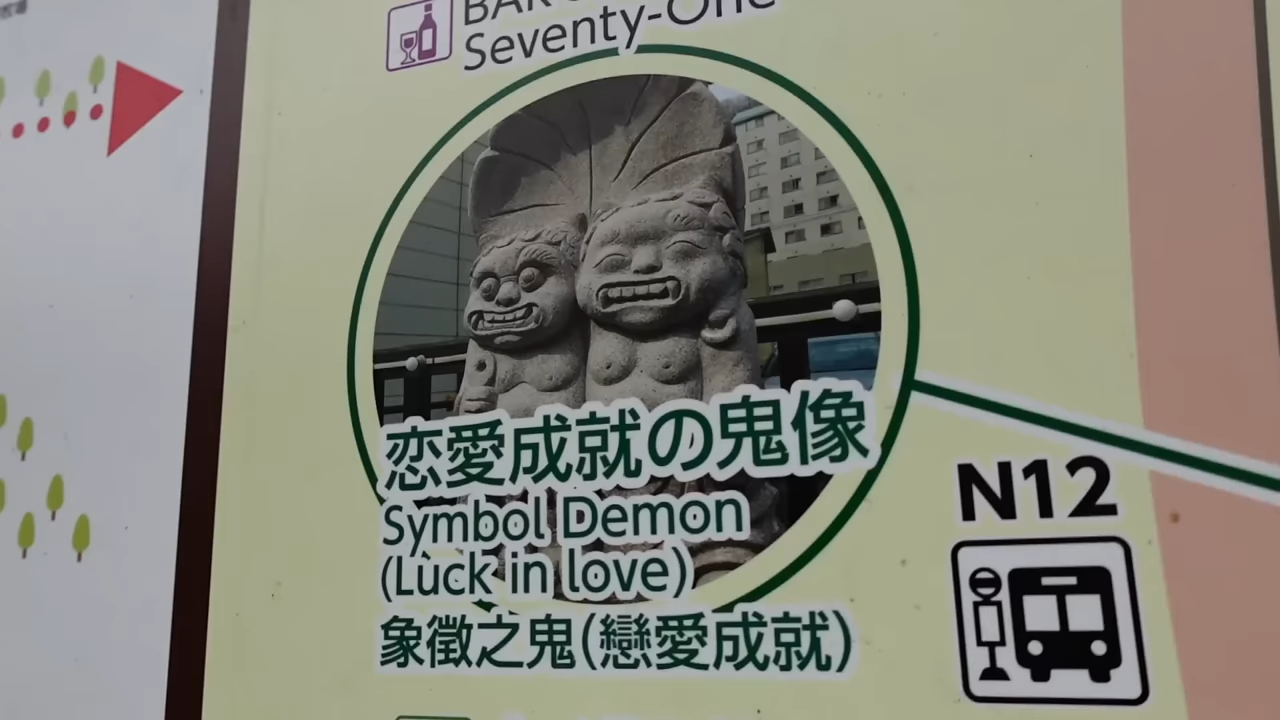 BAR
Seventy-One
恋愛成就の鬼像
Symbol Demon
(Luck in love)
象徴之鬼(戀愛成就)
N12